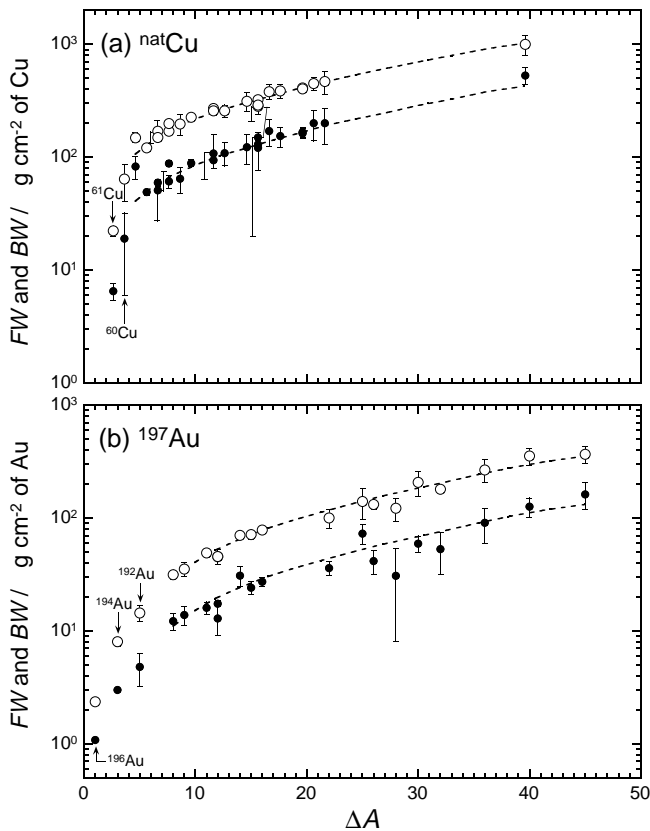 (a) ⁿᵃᵗCu
10³
10²
10¹
10⁰
FW and BW / g cm⁻² of Cu
⁶¹Cu
⁶⁰Cu
(b) ¹⁹⁷Au
10³
10²
10¹
10⁰
FW and BW / g cm⁻² of Au
¹⁹²Au
¹⁹⁴Au
¹⁹⁶Au
0 10 20 30 40 50
ΔA